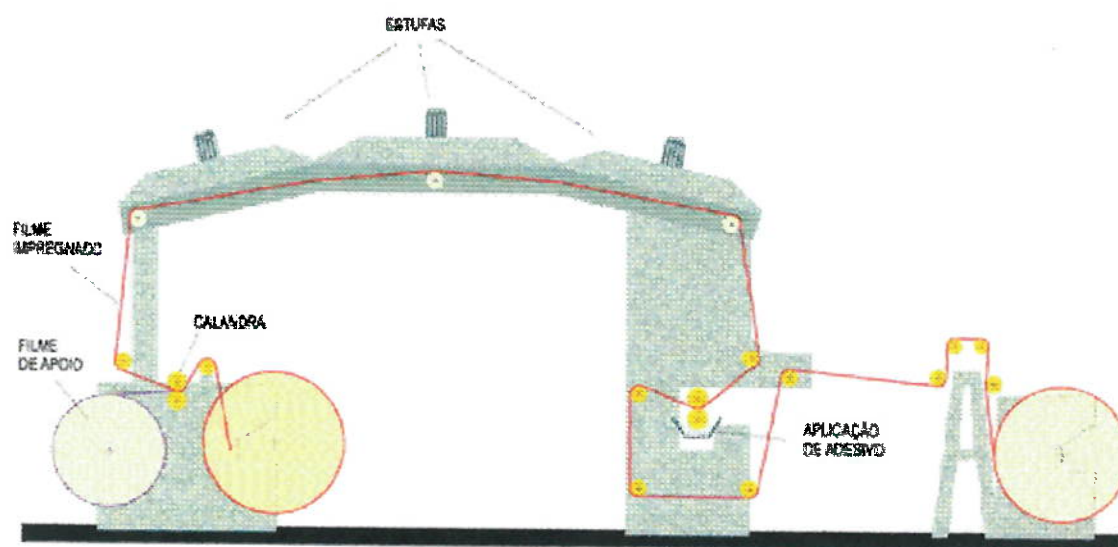 ESTUFAS
FILME
IMPREGNADO
CALANDRA
FILME
DE APOIO
APLICAÇÃO
DE ADESIVO